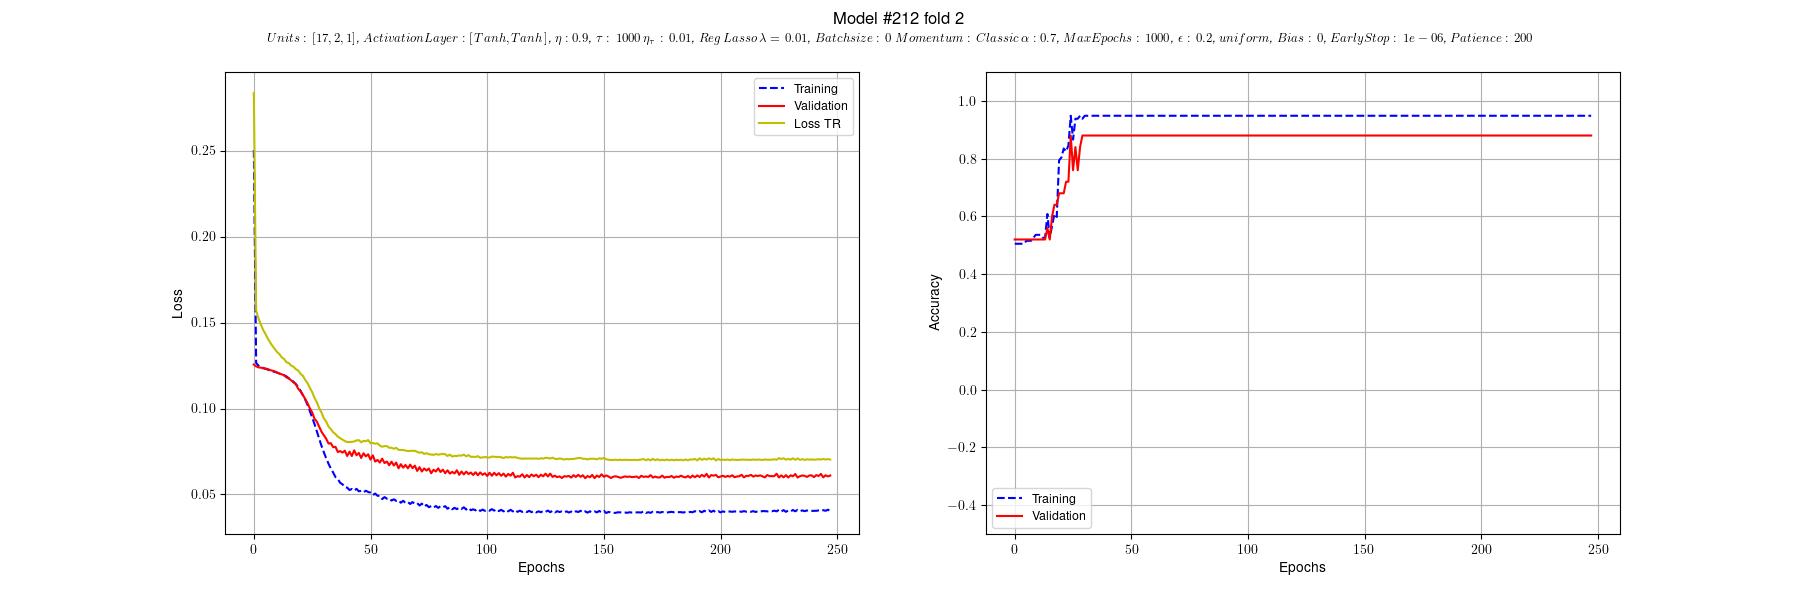 Model #212 fold 2
Units : [17, 2, 1], ActivationLayer : [Tanh, Tanh], η : 0.9, τ : 1000 ητ : 0.01, Reg Lasso λ = 0.01, Batchsize : 0 Momentum : Classic α : 0.7, MaxEpochs : 1000, ϵ : 0.2, uniform, Bias : 0, EarlyStop : 1e − 06, Patience : 200
Training
Validation
Loss TR
0.25
0.20
0.15
0.10
0.05
Loss
0 50 100 150 200 250
Epochs
1.0
0.8
0.6
0.4
0.2
0.0
−0.2
−0.4
Accuracy
Training
Validation
0 50 100 150 200 250
Epochs